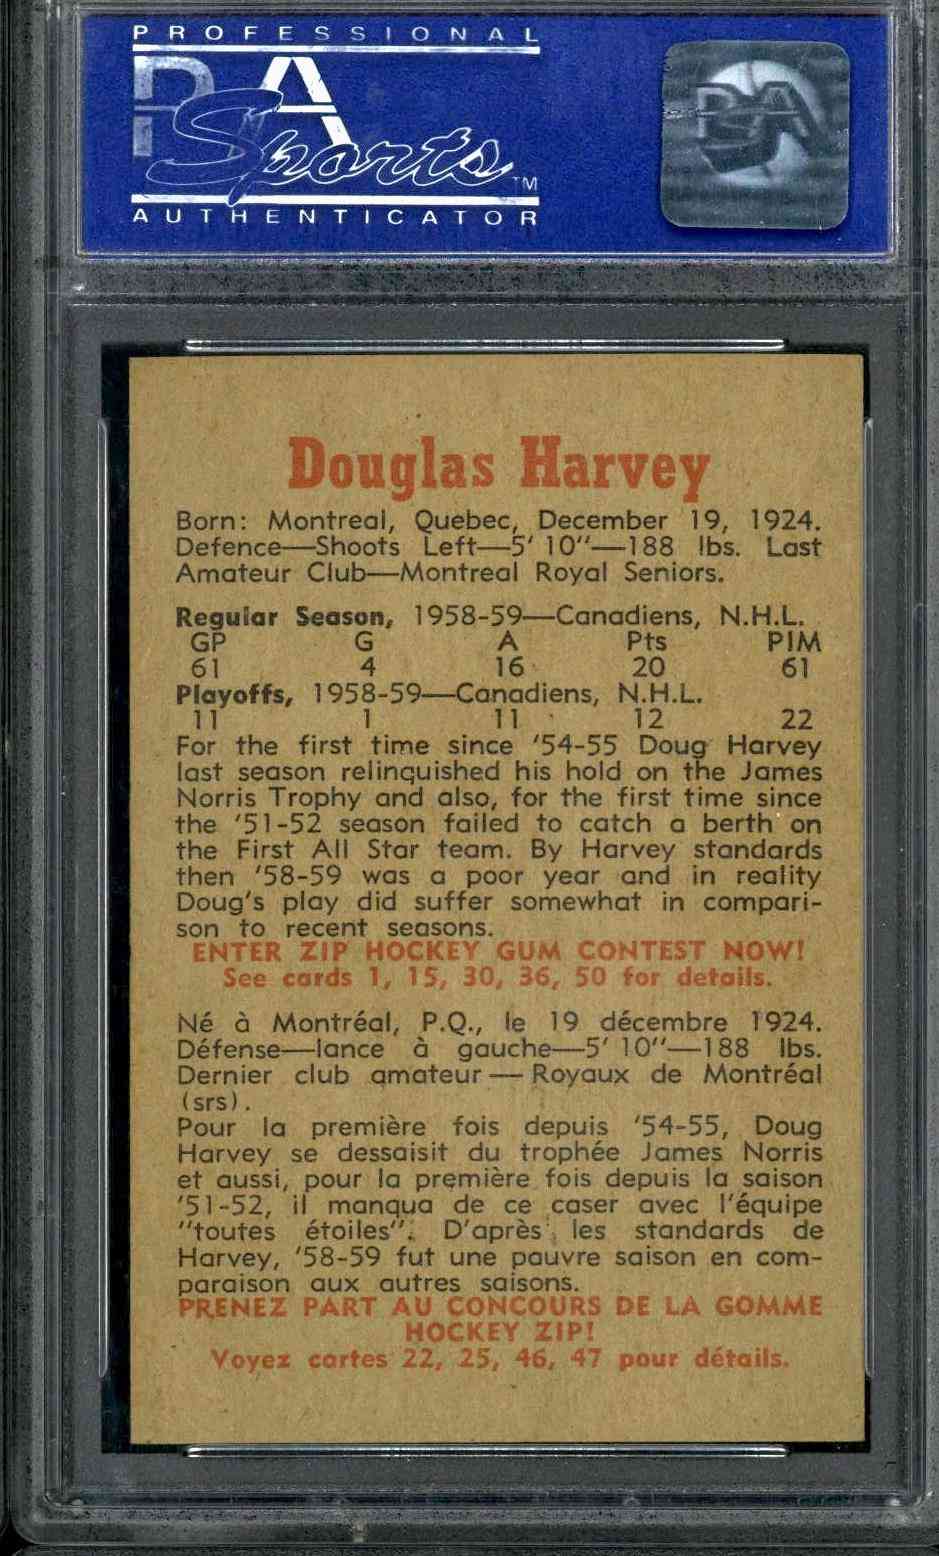 PROFESSIONAL
PSA
Sports™
AUTHENTICATOR
PSA
Douglas Harvey
Born: Montreal, Quebec, December 19, 1924.
Defence—Shoots Left—5' 10"—188 lbs. Last
Amateur Club—Montreal Royal Seniors.
Regular Season, 1958-59—Canadiens, N.H.L.
GP G A Pts PIM
61 4 16 20 61
Playoffs, 1958-59—Canadiens, N.H.L.
11 1 11 12 22
For the first time since '54-55 Doug Harvey
last season relinquished his hold on the James
Norris Trophy and also, for the first time since
the '51-52 season failed to catch a berth on
the First All Star team. By Harvey standards
then '58-59 was a poor year and in reality
Doug's play did suffer somewhat in compari-
son to recent seasons.
ENTER ZIP HOCKEY GUM CONTEST NOW!
See cards 1, 15, 30, 36, 50 for details.
Né à Montréal, P.Q., le 19 décembre 1924.
Défense—lance à gauche—5' 10"—188 lbs.
Dernier club amateur — Royaux de Montréal
(srs).
Pour la première fois depuis '54-55, Doug
Harvey se dessaisit du trophée James Norris
et aussi, pour la première fois depuis la saison
'51-52, il manqua de ce caser avec l'équipe
"toutes étoiles". D'après les standards de
Harvey, '58-59 fut une pauvre saison en com-
paraison aux autres saisons.
PRENEZ PART AU CONCOURS DE LA GOMME
HOCKEY ZIP!
Voyez cartes 22, 25, 46, 47 pour détails.